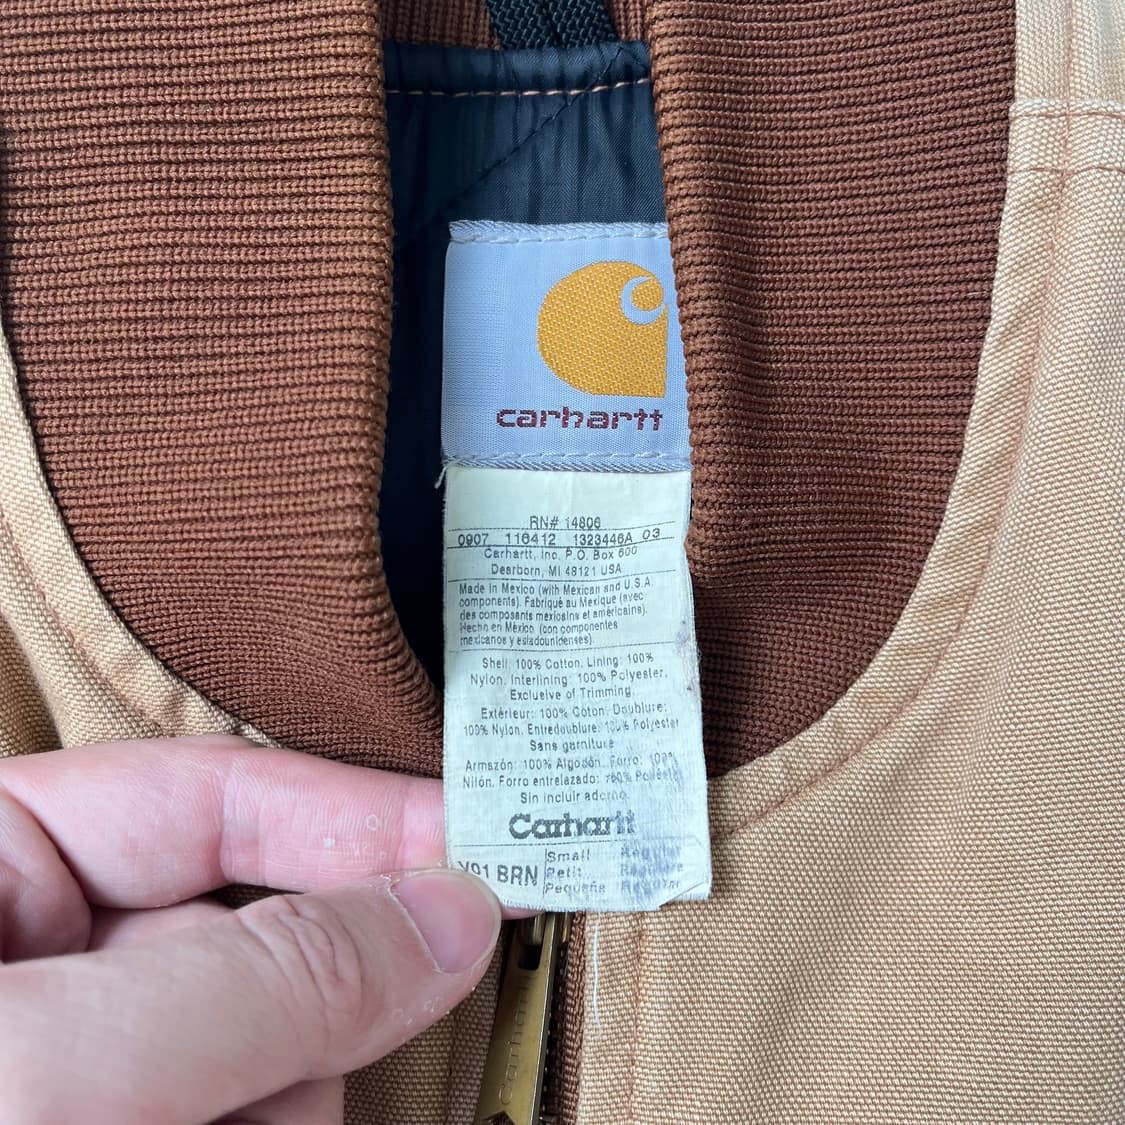 carhartt
RN# 14806
0907 116412 1323446A 03
Carhartt, Inc. P.O. Box 600
Dearborn, MI 48121 USA
Made in Mexico (with Mexican and U.S.A.
components). Fabriqué au Mexique (avec
des composants mexicains et américains).
Hecho en México (con componentes
mexicanos y estadounidenses).
Shell: 100% Cotton. Lining: 100%
Nylon. Interlining: 100% Polyester.
Exclusive of Trimming.
Extérieur: 100% Coton. Doublure:
100% Nylon. Entredoublure: 100% Polyester
Sans garniture
Armazón: 100% Algodón. Forro: 100%
Nilón. Forro entrelazado: 100% Poliéster
Sin incluir adorno.
Carhartt
V91 BRN
Small Regular
Petit Régulière
Pequeña Regular
carhartt